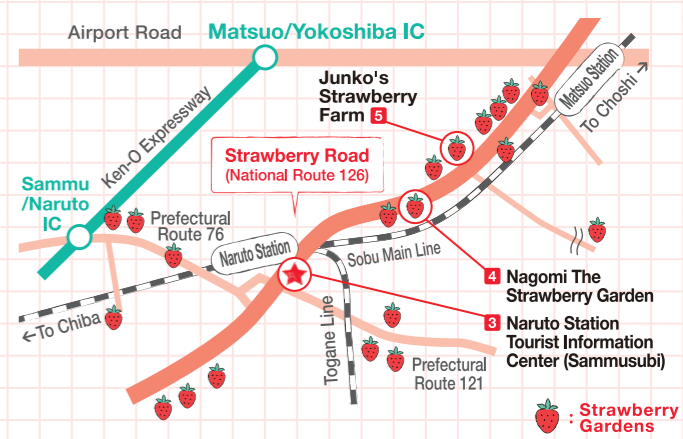 Airport Road
Matsuo/Yokoshiba IC
Junko's
Strawberry
Farm 5
Matsuo Station
To Choshi →
Ken-O Expressway
Strawberry Road
(National Route 126)
Sammu
/Naruto
IC
Prefectural
Route 76
Naruto Station
Sobu Main Line
4 Nagomi The
Strawberry Garden
←To Chiba
Togane Line
3 Naruto Station
Tourist Information
Center (Sammusubi)
Prefectural
Route 121
: Strawberry
Gardens